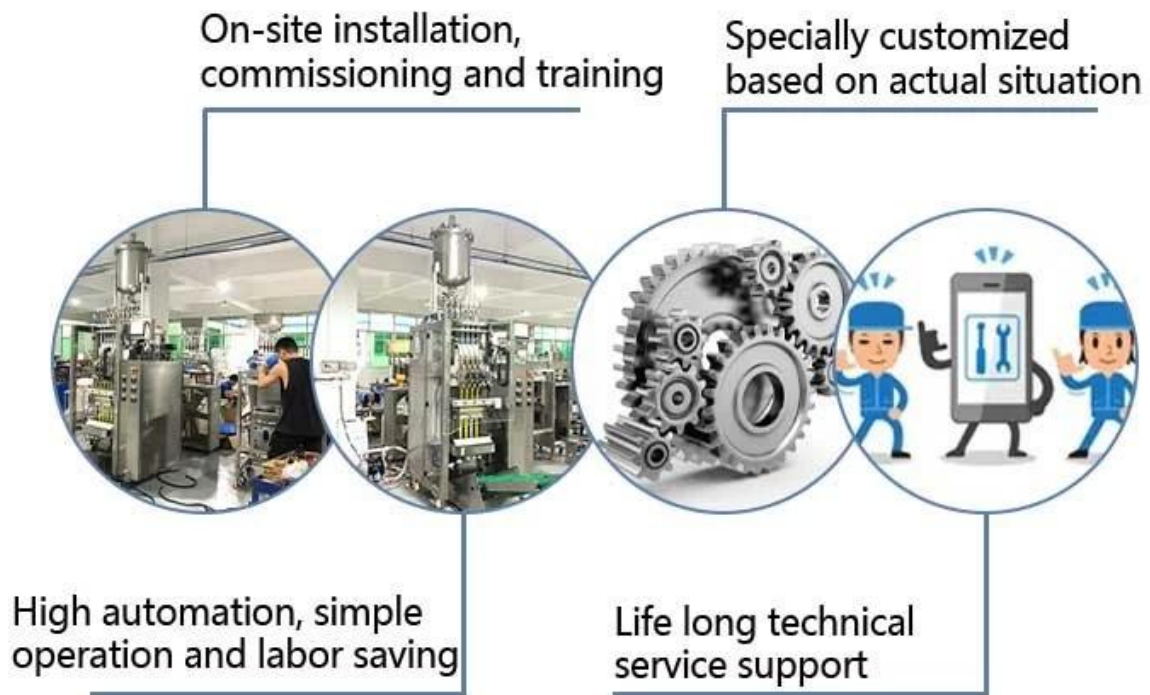 On-site installation,
commissioning and training
Specially customized
based on actual situation
High automation, simple
operation and labor saving
Life long technical
service support